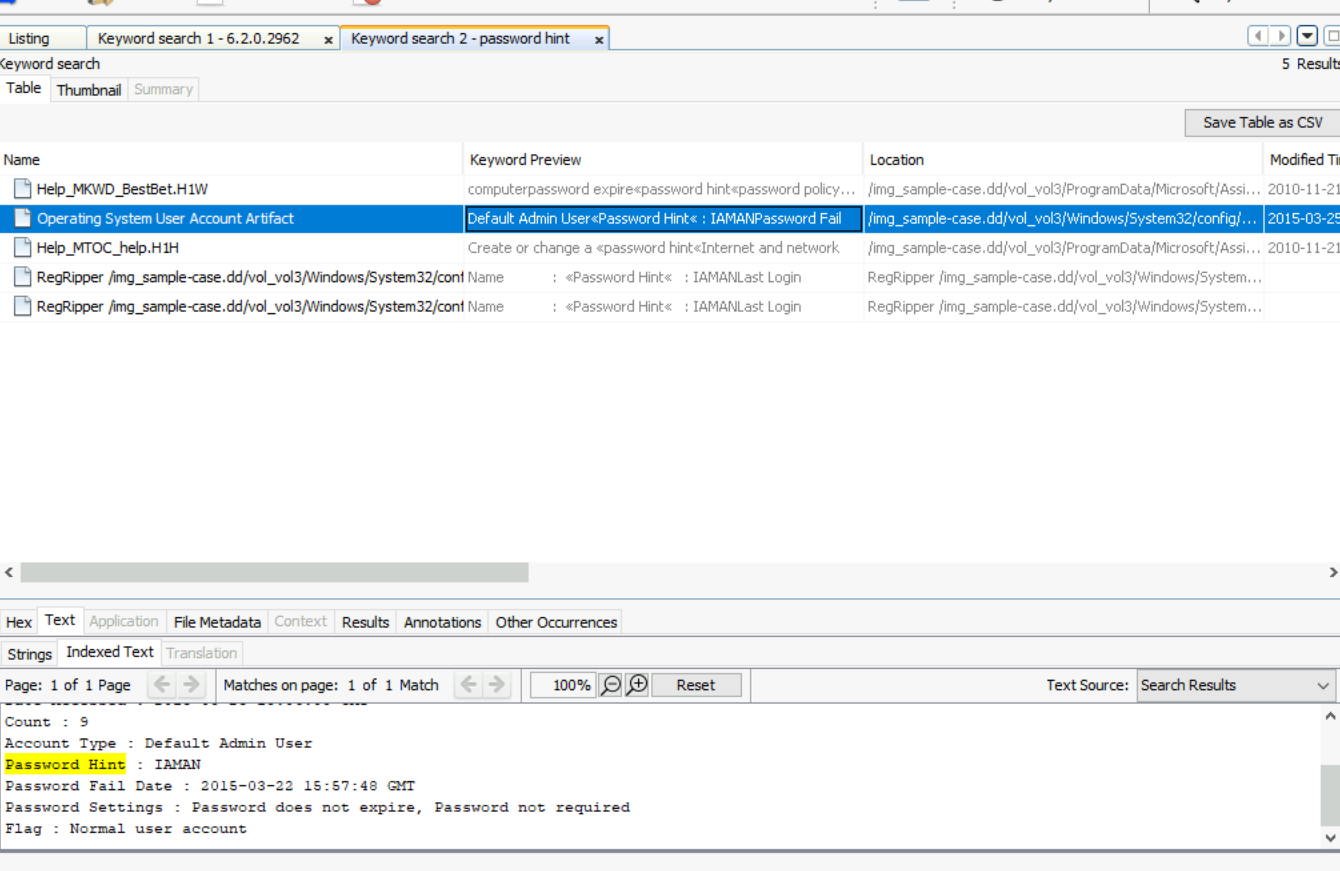 Listing Keyword search 1 - 6.2.0.2962 x Keyword search 2 - password hint x
Keyword search 5 Results
Table Thumbnail Summary
Save Table as CSV
Name Keyword Preview Location Modified Ti
Help_MKWD_BestBet.H1W computerpassword expire«password hint«password policy... /img_sample-case.dd/vol_vol3/ProgramData/Microsoft/Assi... 2010-11-21
Operating System User Account Artifact Default Admin User«Password Hint« : IAMANPassword Fail /img_sample-case.dd/vol_vol3/Windows/System32/config/... 2015-03-25
Help_MTOC_help.H1H Create or change a «password hint«Internet and network /img_sample-case.dd/vol_vol3/ProgramData/Microsoft/Assi... 2010-11-21
RegRipper /img_sample-case.dd/vol_vol3/Windows/System32/conf Name : «Password Hint« : IAMANLast Login RegRipper /img_sample-case.dd/vol_vol3/Windows/System...
RegRipper /img_sample-case.dd/vol_vol3/Windows/System32/conf Name : «Password Hint« : IAMANLast Login RegRipper /img_sample-case.dd/vol_vol3/Windows/System...
Hex Text Application File Metadata Context Results Annotations Other Occurrences
Strings Indexed Text Translation
Page: 1 of 1 Page Matches on page: 1 of 1 Match 100% Reset Text Source: Search Results
Count : 9
Account Type : Default Admin User
Password Hint : IAMAN
Password Fail Date : 2015-03-22 15:57:48 GMT
Password Settings : Password does not expire, Password not required
Flag : Normal user account